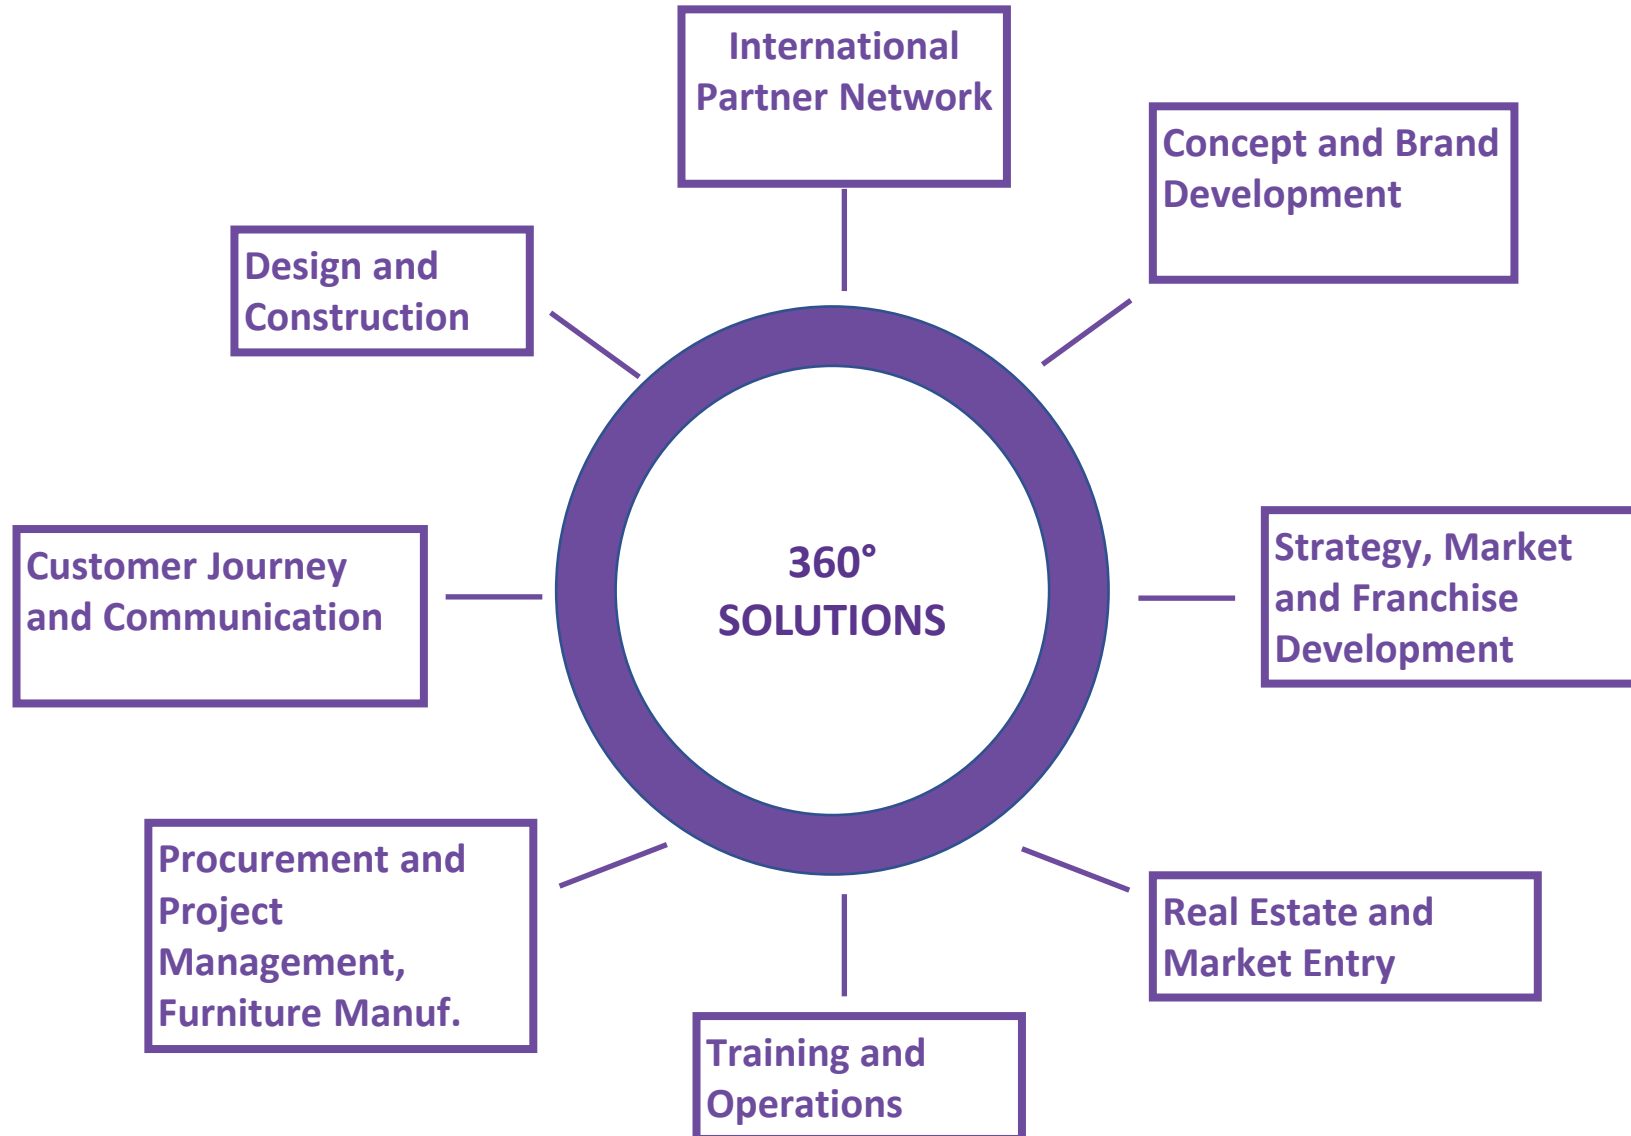 International
Partner Network
Concept and Brand
Development
Design and
Construction
360°
SOLUTIONS
Strategy, Market
and Franchise
Development
Customer Journey
and Communication
Procurement and
Project
Management,
Furniture Manuf.
Real Estate and
Market Entry
Training and
Operations